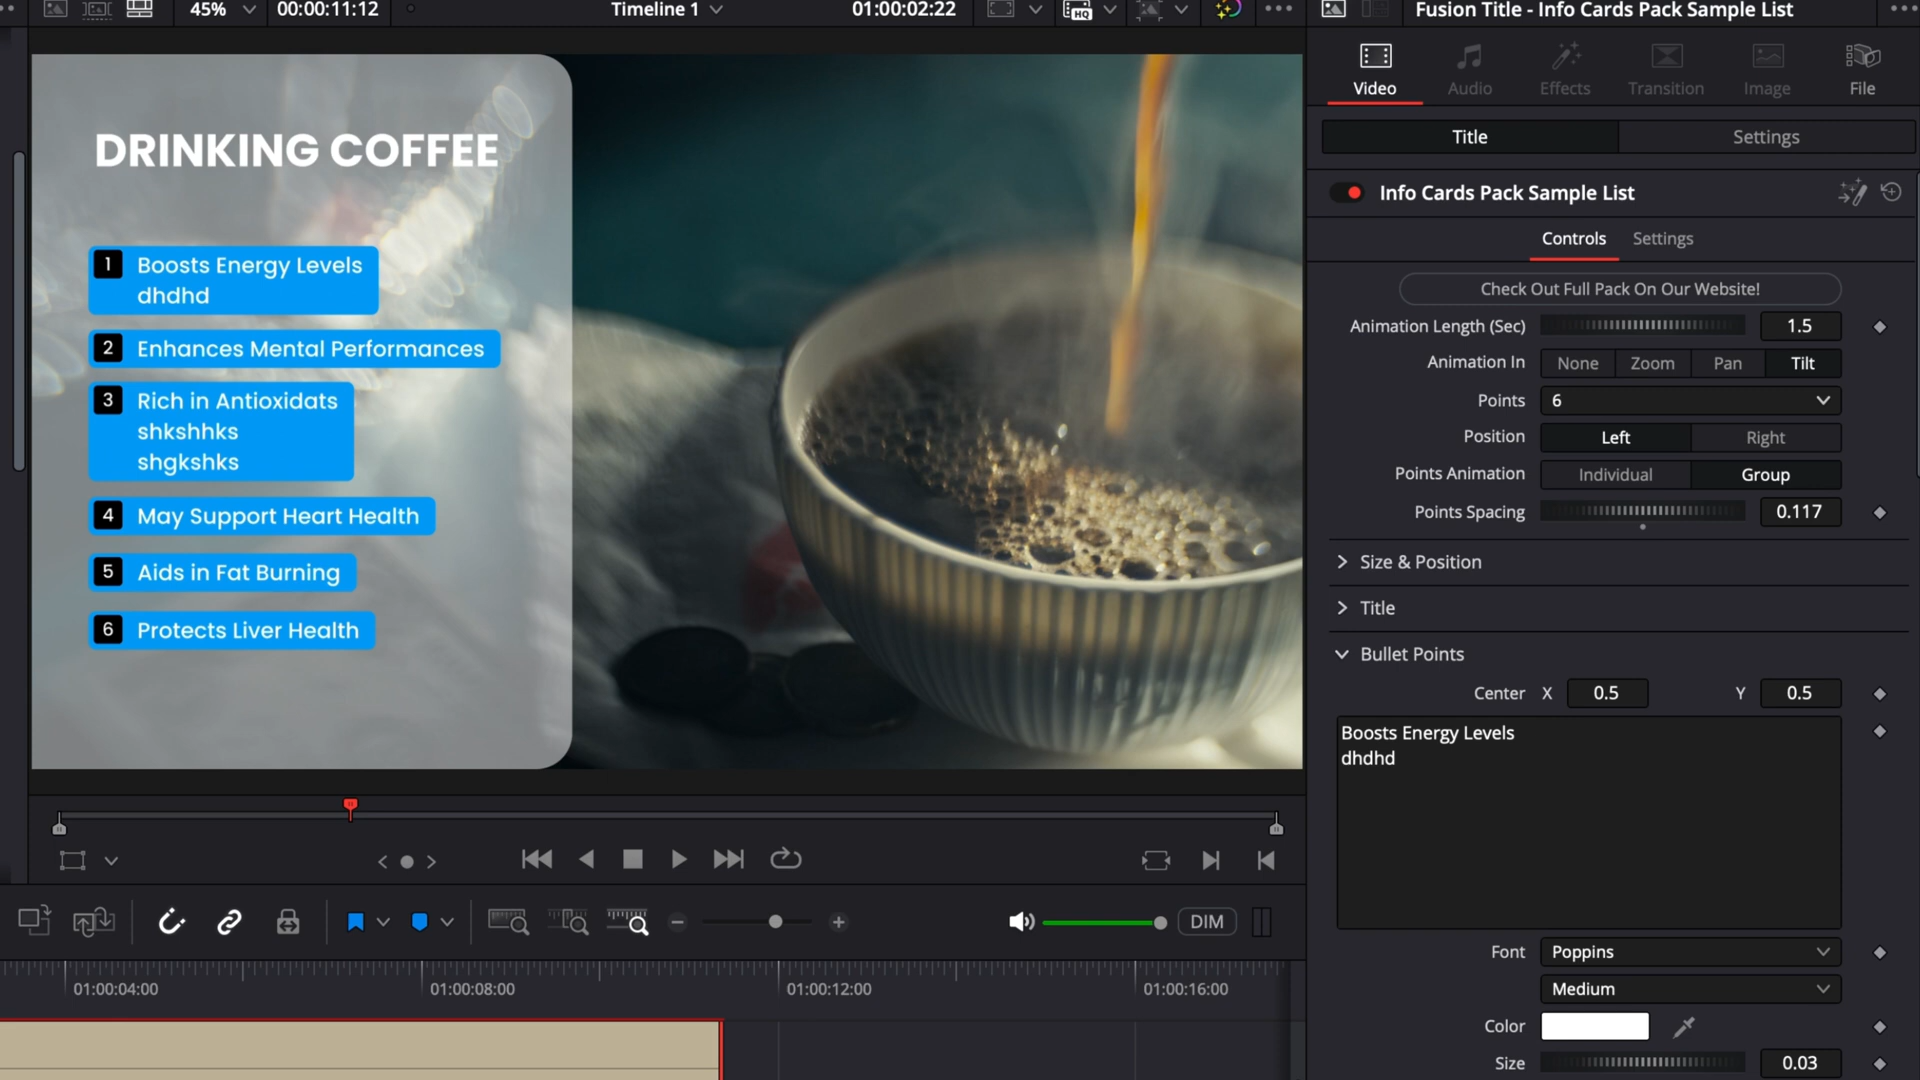 45%
00:00:11:12
Timeline 1
01:00:02:22
HQ
Fusion Title - Info Cards Pack Sample List
Video
Audio
Effects
Transition
Image
File
Title
Settings
Info Cards Pack Sample List
Controls
Settings
Check Out Full Pack On Our Website!
Animation Length (Sec)
1.5
Animation In
None
Zoom
Pan
Tilt
Points
6
Position
Left
Right
Points Animation
Individual
Group
Points Spacing
0.117
Size & Position
Title
Bullet Points
Center X 0.5 Y 0.5
Boosts Energy Levels
dhdhd
Font
Poppins
Medium
Color
Size
0.03
DRINKING COFFEE
1 Boosts Energy Levels
dhdhd
2 Enhances Mental Performances
3 Rich in Antioxidats
shkshhks
shgkshks
4 May Support Heart Health
5 Aids in Fat Burning
6 Protects Liver Health
DIM
01:00:04:00
01:00:08:00
01:00:12:00
01:00:16:00